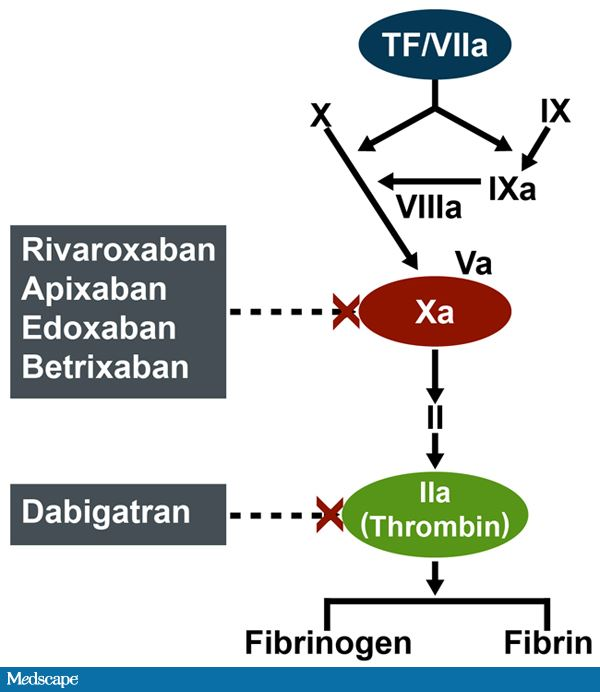 TF/VIIa
X
IX
IXa
VIIIa
Va
Rivaroxaban
Apixaban
Edoxaban
Betrixaban
Xa
II
Dabigatran
IIa
(Thrombin)
Fibrinogen
Fibrin
Medscape